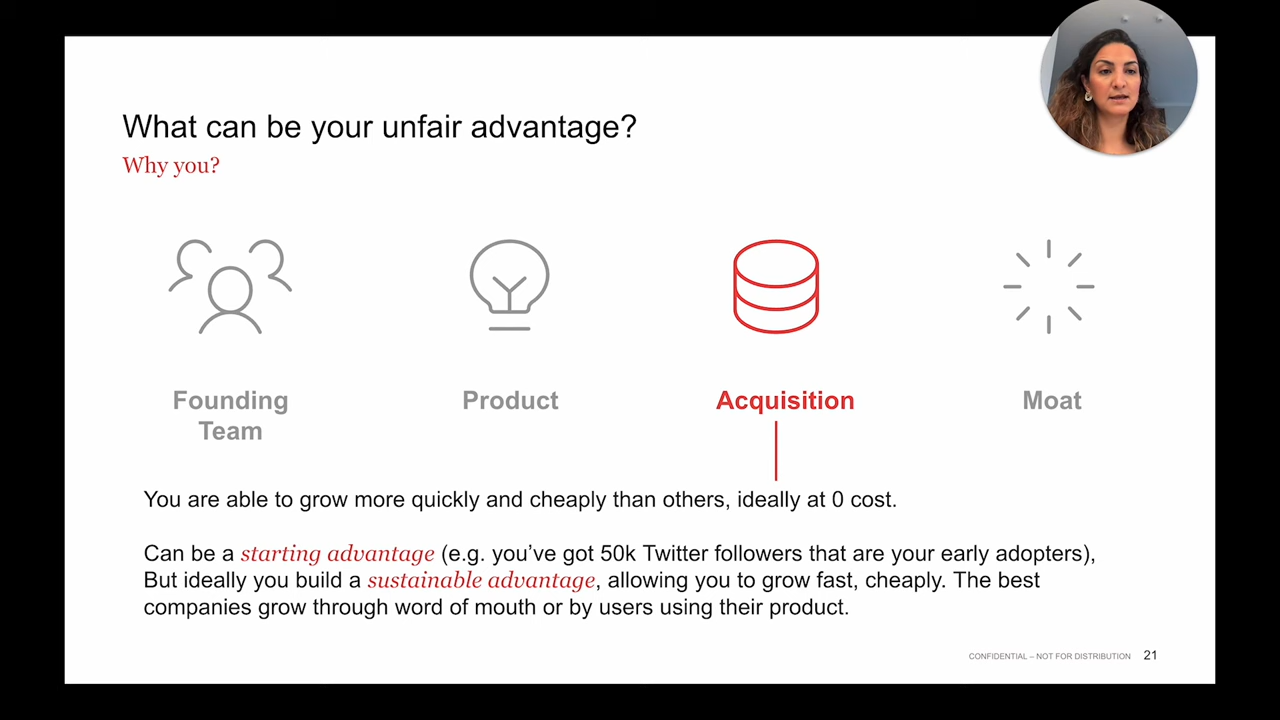 What can be your unfair advantage?
Why you?
Founding
Team
Product
Acquisition
Moat
You are able to grow more quickly and cheaply than others, ideally at 0 cost.
Can be a starting advantage (e.g. you’ve got 50k Twitter followers that are your early adopters),
But ideally you build a sustainable advantage, allowing you to grow fast, cheaply. The best
companies grow through word of mouth or by users using their product.
CONFIDENTIAL – NOT FOR DISTRIBUTION 21